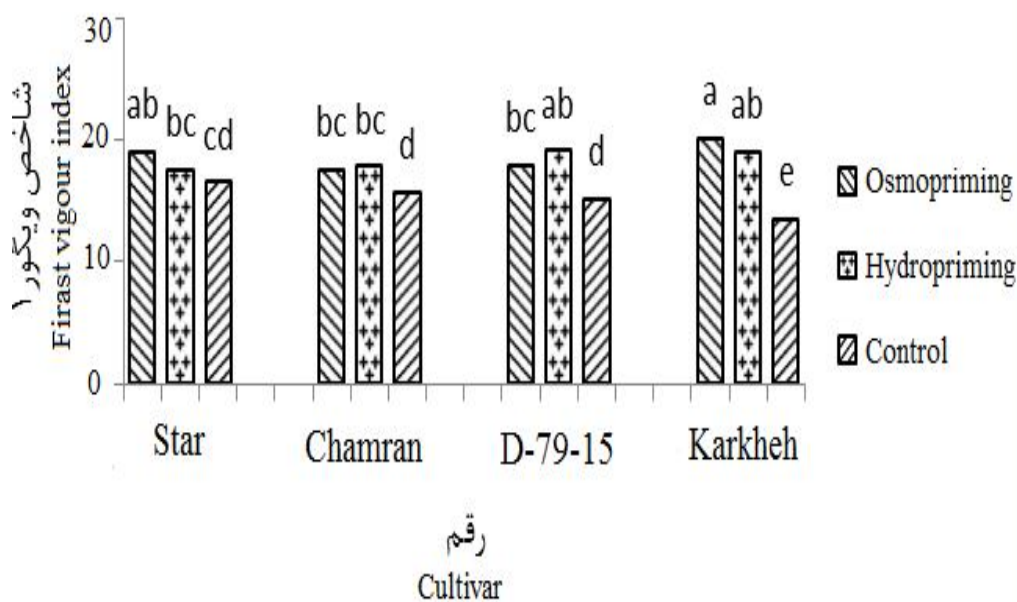 30
20
10
0
شاخص ویگور ۱
Firast vigour index
ab
bc
cd
bc
bc
d
bc
ab
d
a
ab
e
Osmopriming
Hydropriming
Control
Star
Chamran
D-79-15
Karkheh
رقم
Cultivar